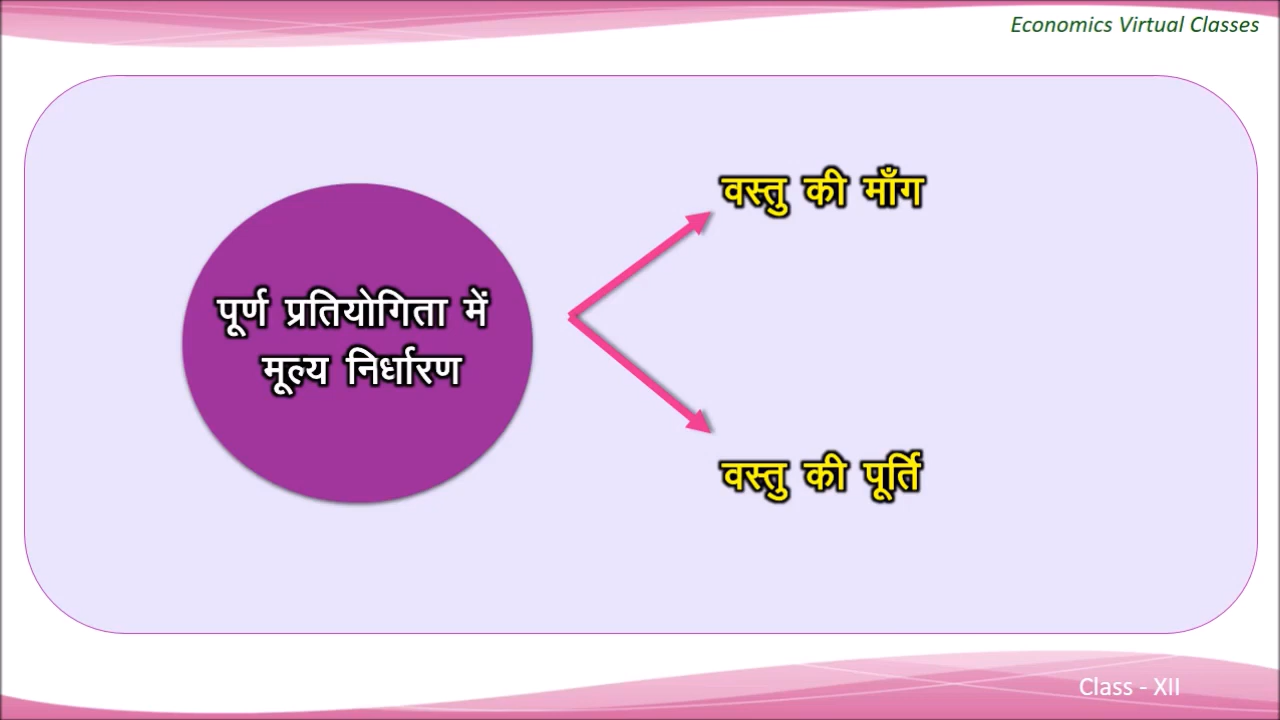 Economics Virtual Classes
वस्तु की माँग
पूर्ण प्रतियोगिता में
मूल्य निर्धारण
वस्तु की पूर्ति
Class - XII